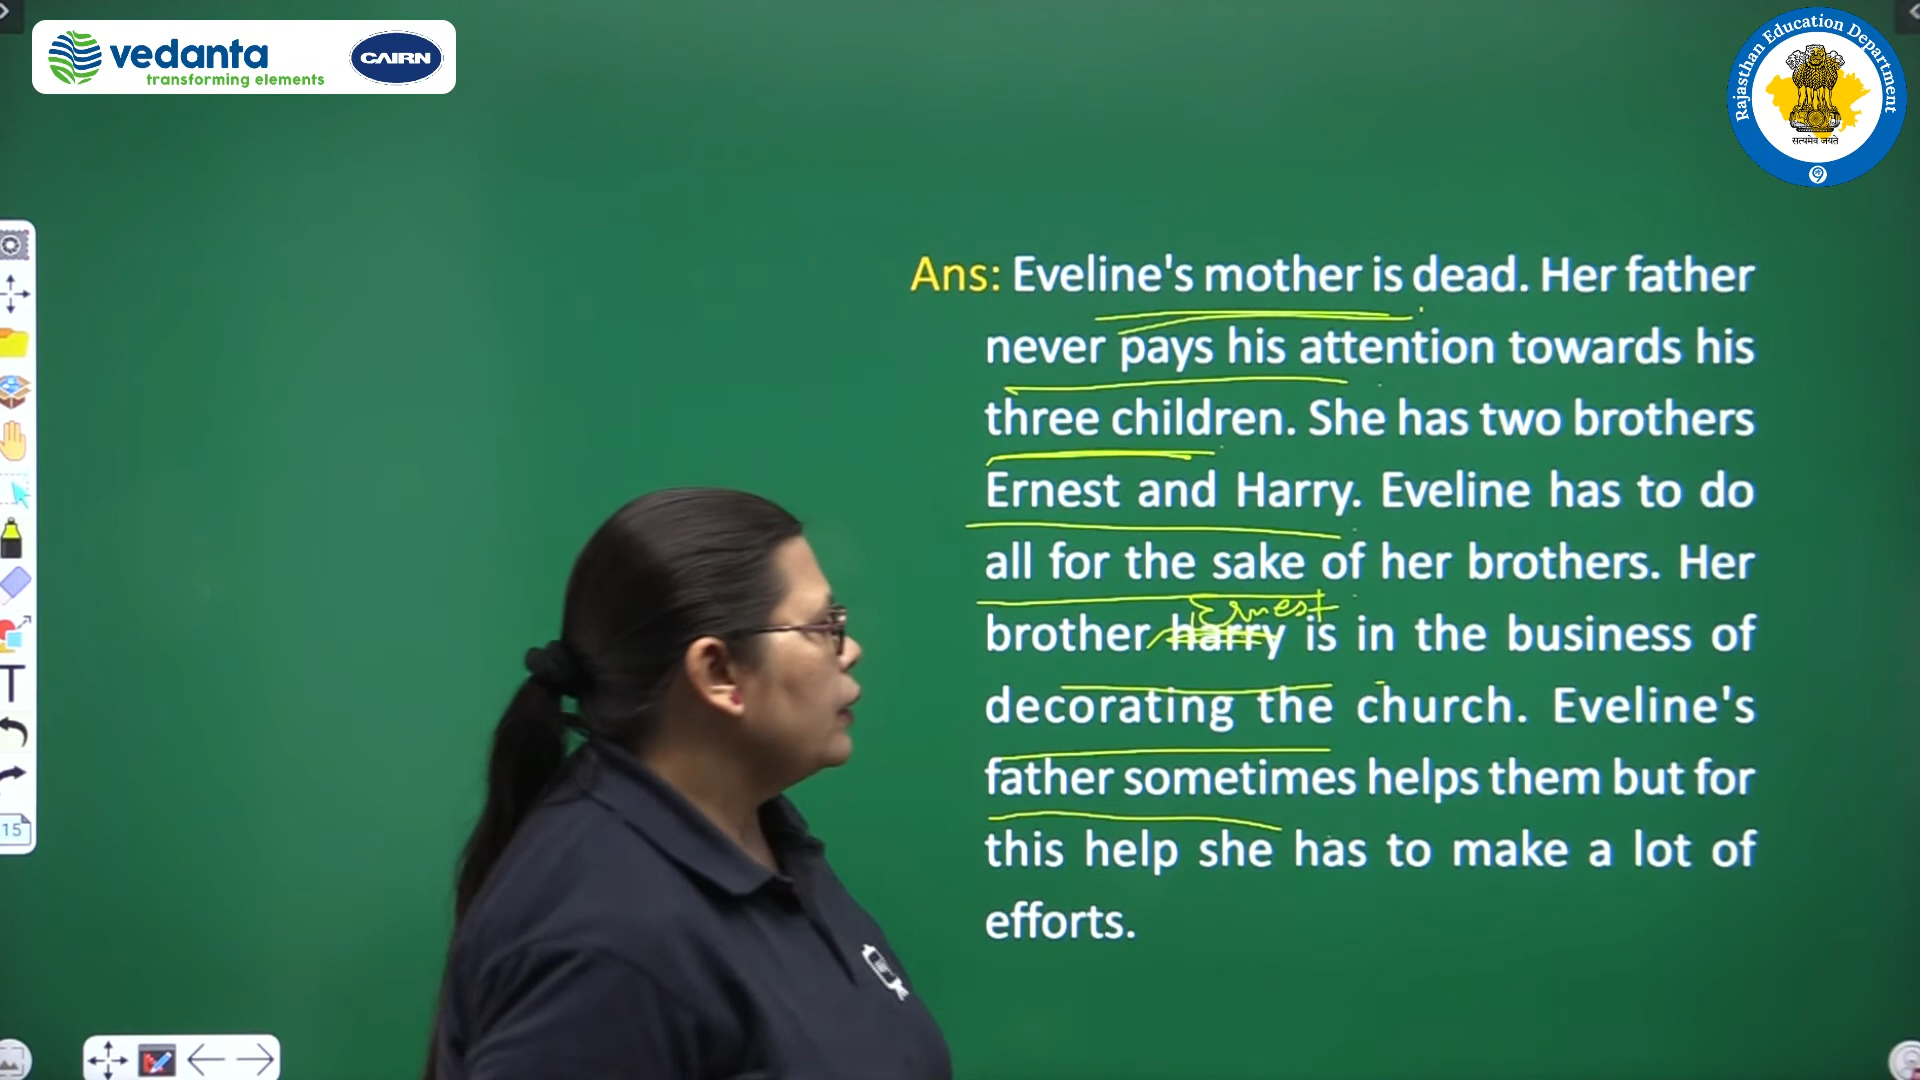 vedanta
transforming elements
CAIRN
Rajasthan Education Department
सत्यमेव जयते
Ans: Eveline's mother is dead. Her father
never pays his attention towards his
three children. She has two brothers
Ernest and Harry. Eveline has to do
all for the sake of her brothers. Her
Ernest
brother harry is in the business of
decorating the church. Eveline's
father sometimes helps them but for
this help she has to make a lot of
efforts.
T
15